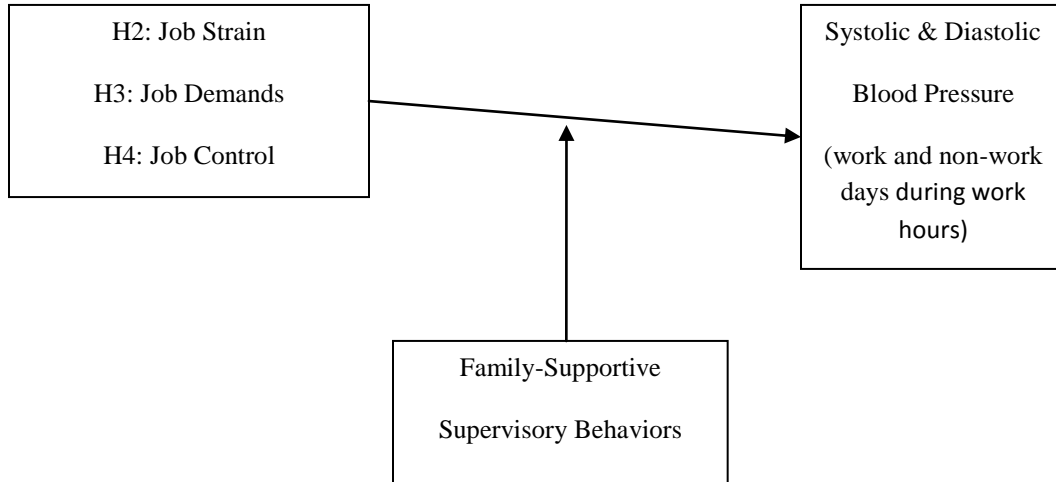 H2: Job Strain
H3: Job Demands
H4: Job Control
Systolic & Diastolic
Blood Pressure
(work and non-work
days during work
hours)
Family-Supportive
Supervisory Behaviors